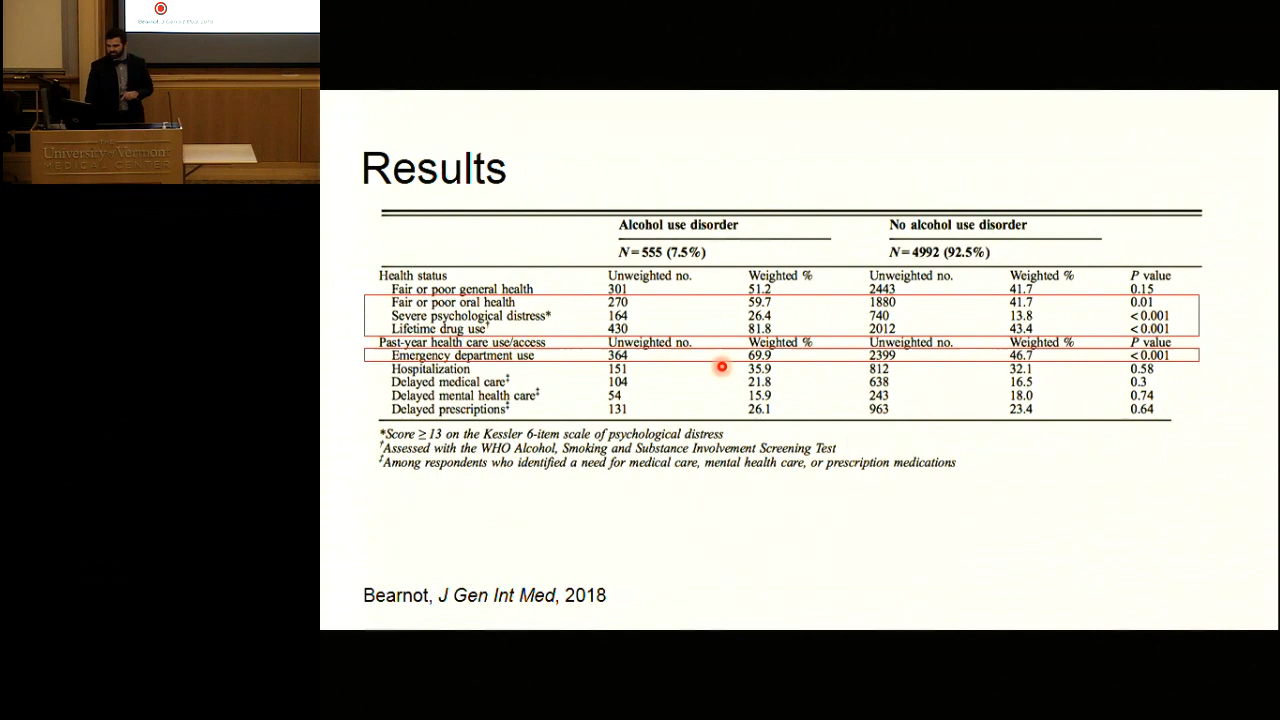 Bearnot, J Gen Int Med, 2018
THE
University of Vermont
MEDICAL CENTER
Results
Alcohol use disorder No alcohol use disorder
N=555 (7.5%) N=4992 (92.5%)
Health status Unweighted no. Weighted % Unweighted no. Weighted % P value
Fair or poor general health 301 51.2 2443 41.7 0.15
Fair or poor oral health 270 59.7 1880 41.7 0.01
Severe psychological distress* 164 26.4 740 13.8 <0.001
Lifetime drug use† 430 81.8 2012 43.4 <0.001
Past-year health care use/access Unweighted no. Weighted % Unweighted no. Weighted % P value
Emergency department use 364 69.9 2399 46.7 <0.001
Hospitalization 151 35.9 812 32.1 0.58
Delayed medical care‡ 104 21.8 638 16.5 0.3
Delayed mental health care‡ 54 15.9 243 18.0 0.74
Delayed prescriptions‡ 131 26.1 963 23.4 0.64
*Score ≥ 13 on the Kessler 6-item scale of psychological distress
†Assessed with the WHO Alcohol, Smoking and Substance Involvement Screening Test
‡Among respondents who identified a need for medical care, mental health care, or prescription medications
Bearnot, J Gen Int Med, 2018